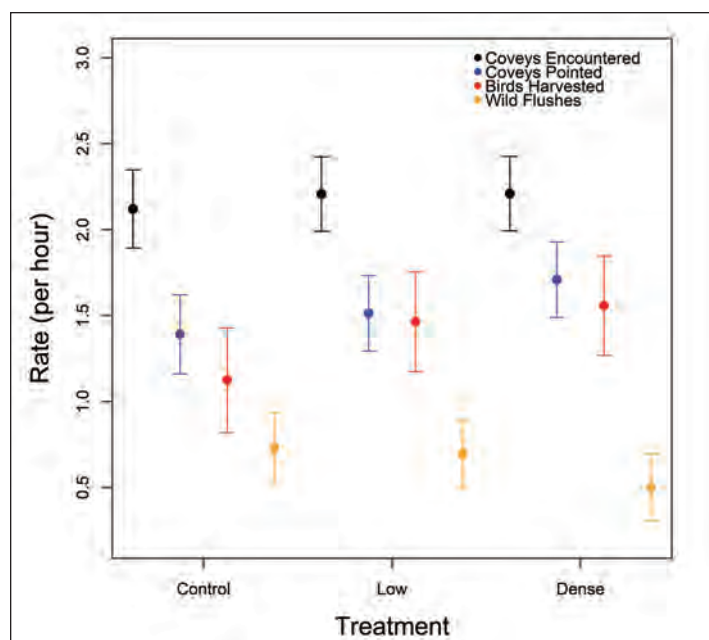 Coveys Encountered
Coveys Pointed
Birds Harvested
Wild Flushes
3.0
2.5
2.0
1.5
1.0
0.5
Rate (per hour)
Control Low Dense
Treatment